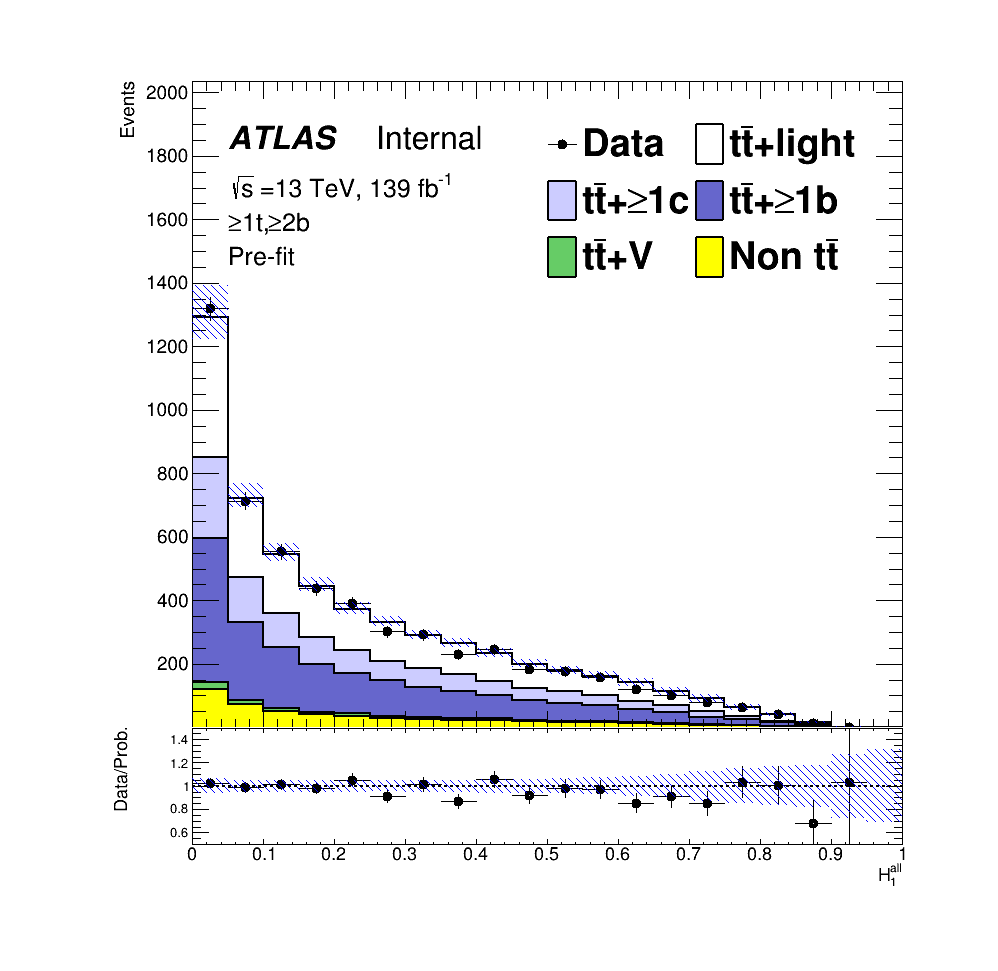 Events
2000
1800
1600
1400
1200
1000
800
600
400
200
ATLAS Internal
√s =13 TeV, 139 fb⁻¹
≥1t,≥2b
Pre-fit
Data
tt̄+light
tt̄+≥1c
tt̄+≥1b
tt̄+V
Non tt̄
Data/Prob.
1.4
1.2
1
0.8
0.6
0 0.1 0.2 0.3 0.4 0.5 0.6 0.7 0.8 0.9 1
H₁ᵃˡˡ